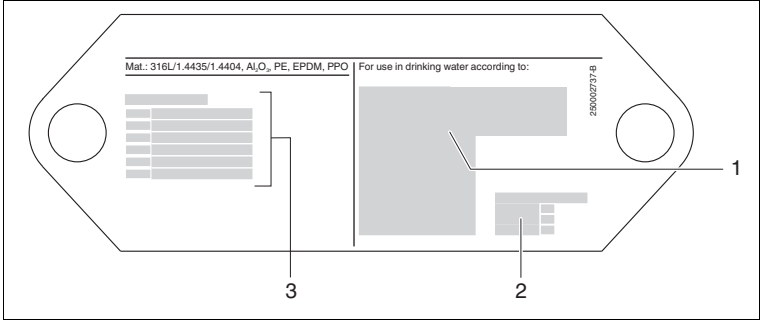 Mat.: 316L/1.4435/1.4404, Al₂O₃, PE, EPDM, PPO
For use in drinking water according to:
250002737-B
1
2
3